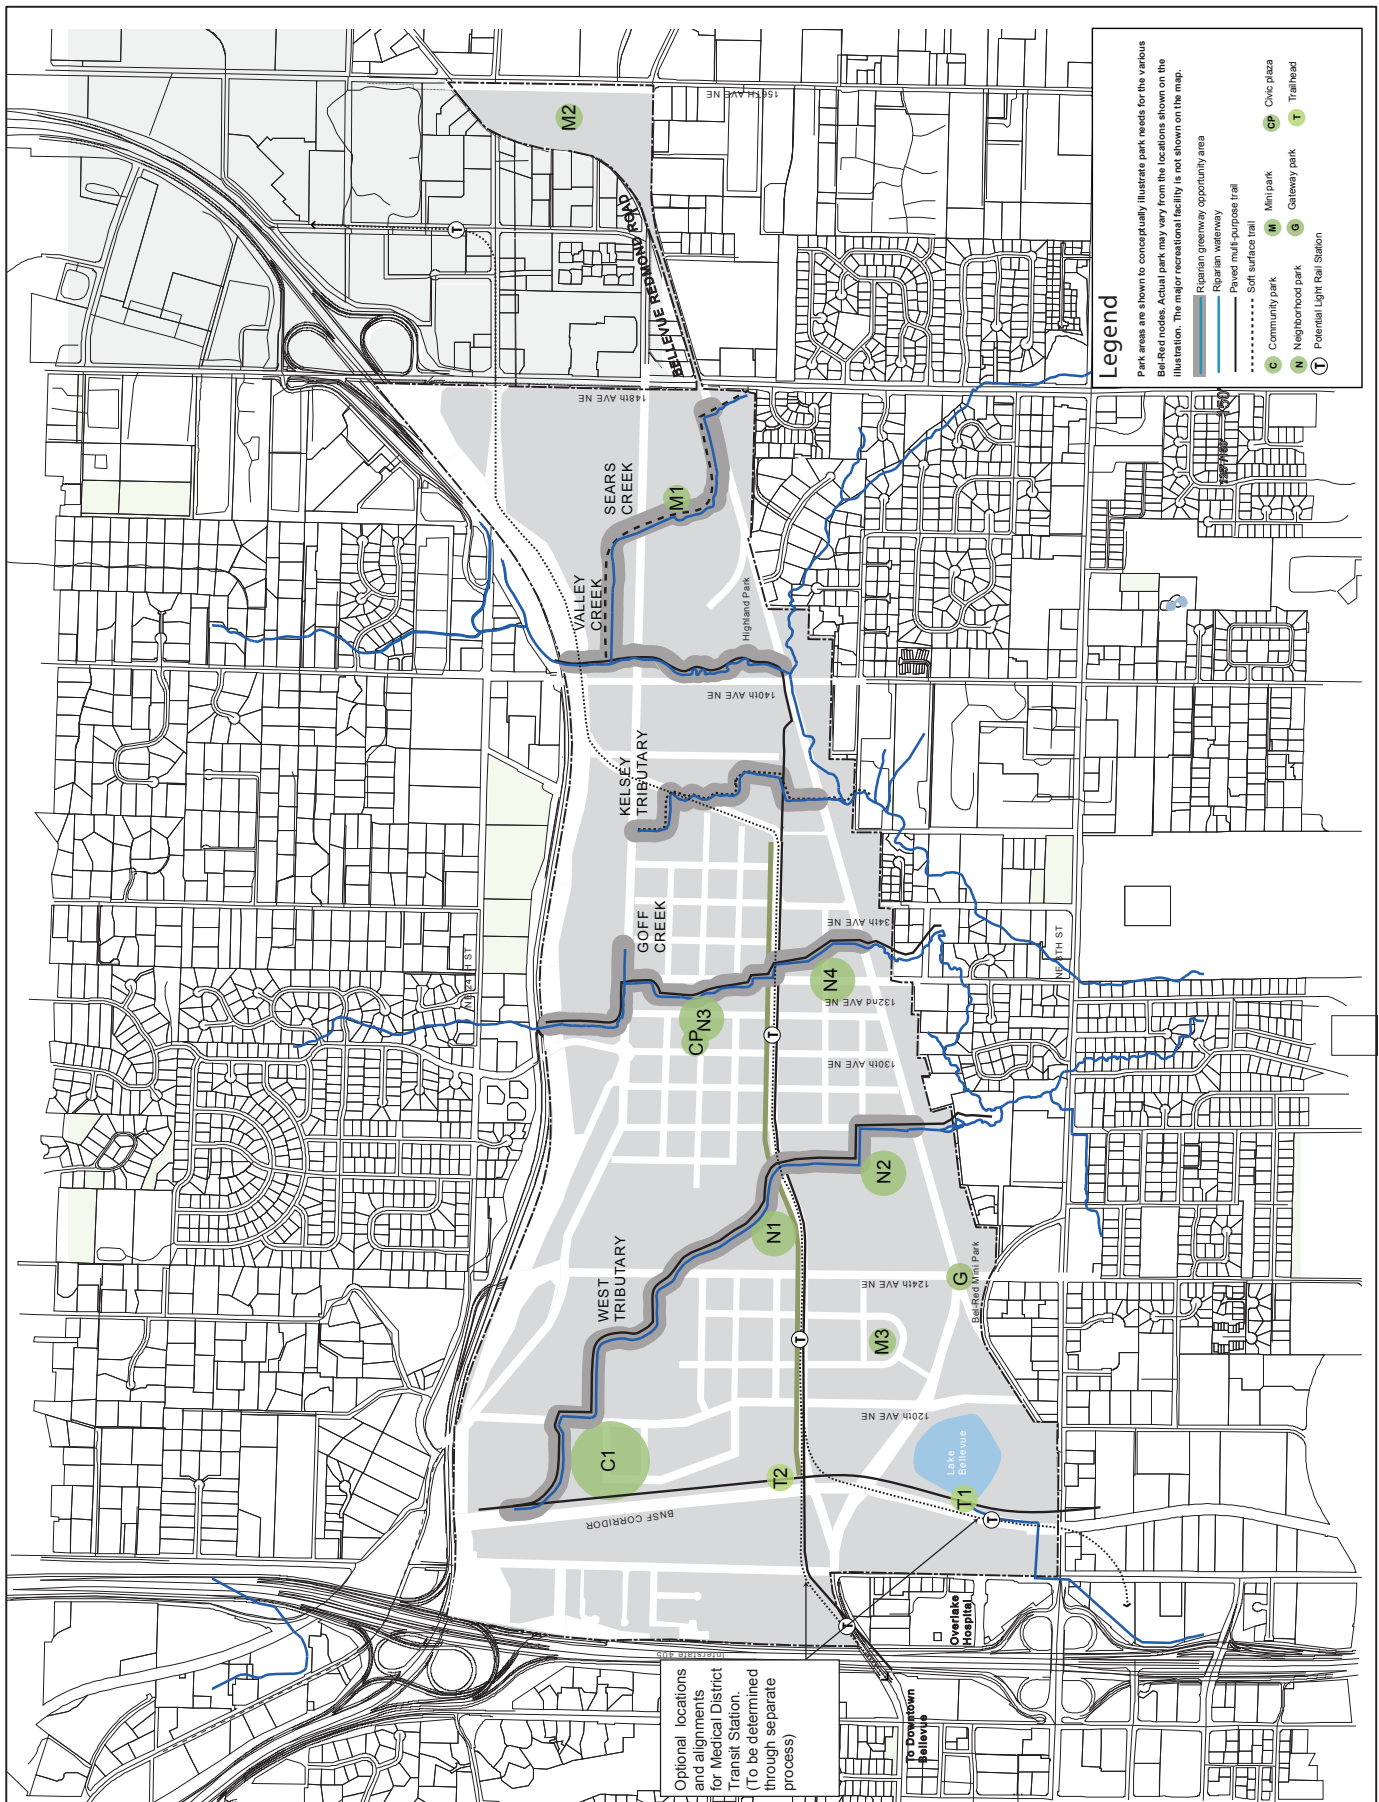 Legend
Park areas are shown to conceptually illustrate park needs for the various
Bel-Red nodes. Actual park may vary from the locations shown on the
illustration. The major recreational facility is not shown on the map.
Riparian greenway opportunity area
Riparian waterway
Paved multi-purpose trail
Soft surface trail
C Community park
M Mini park
CP Civic plaza
N Neighborhood park
G Gateway park
T Trailhead
T Potential Light Rail Station
M2
156TH AVE NE
T
BELLEVUE REDMOND ROAD
148th AVE NE
SEARS
CREEK
M1
VALLEY
CREEK
Highland Park
140th AVE NE
KELSEY
TRIBUTARY
GOFF
CREEK
34th AVE NE
NE 24TH ST
NE 8TH ST
N4
132nd AVE NE
N3
CP
T
130th AVE NE
N2
N1
WEST
TRIBUTARY
124th AVE NE
G
Bel-Red Mini Park
T
M3
120th AVE NE
C1
T2
Lake
Bellevue
T1
T
BNSF CORRIDOR
Overlake
Hospital
T
Interstate 405
To Downtown
Bellevue
Optional locations
and alignments
for Medical District
Transit Station.
(To be determined
through separate
process)